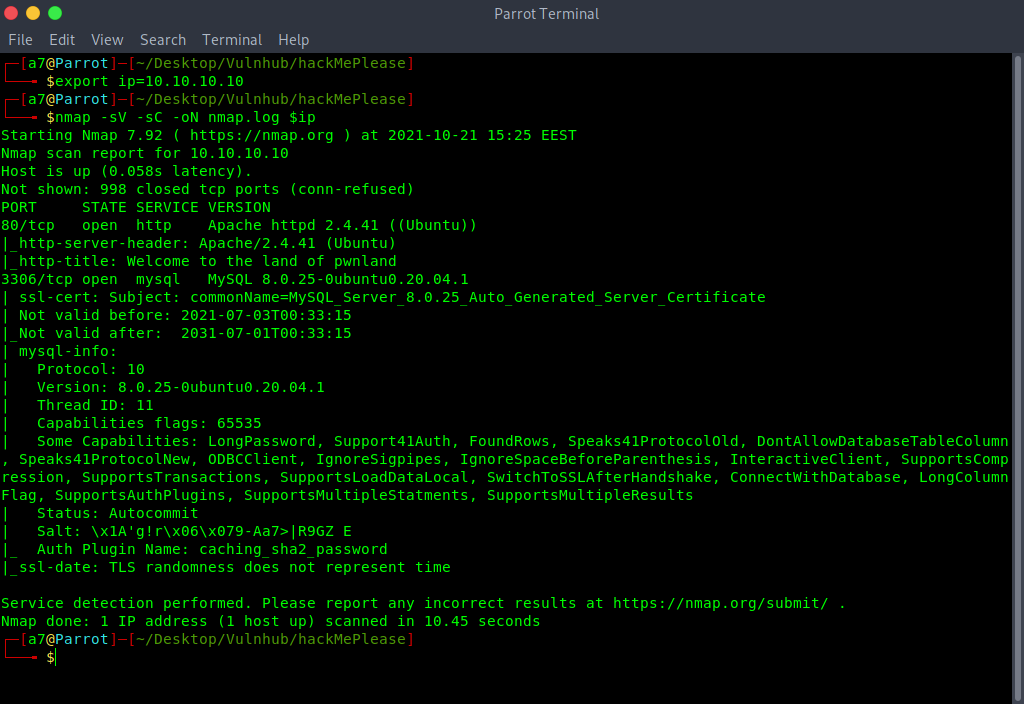 Parrot Terminal
File Edit View Search Terminal Help
┌─[a7@Parrot]─[~/Desktop/Vulnhub/hackMePlease]
└──╼ $export ip=10.10.10.10
┌─[a7@Parrot]─[~/Desktop/Vulnhub/hackMePlease]
└──╼ $nmap -sV -sC -oN nmap.log $ip
Starting Nmap 7.92 ( https://nmap.org ) at 2021-10-21 15:25 EEST
Nmap scan report for 10.10.10.10
Host is up (0.058s latency).
Not shown: 998 closed tcp ports (conn-refused)
PORT     STATE SERVICE VERSION
80/tcp   open  http    Apache httpd 2.4.41 ((Ubuntu))
|_http-server-header: Apache/2.4.41 (Ubuntu)
|_http-title: Welcome to the land of pwnland
3306/tcp open  mysql   MySQL 8.0.25-0ubuntu0.20.04.1
| ssl-cert: Subject: commonName=MySQL_Server_8.0.25_Auto_Generated_Server_Certificate
| Not valid before: 2021-07-03T00:33:15
|_Not valid after:  2031-07-01T00:33:15
| mysql-info:
|   Protocol: 10
|   Version: 8.0.25-0ubuntu0.20.04.1
|   Thread ID: 11
|   Capabilities flags: 65535
|   Some Capabilities: LongPassword, Support41Auth, FoundRows, Speaks41ProtocolOld, DontAllowDatabaseTableColumn
, Speaks41ProtocolNew, ODBCClient, IgnoreSigpipes, IgnoreSpaceBeforeParenthesis, InteractiveClient, SupportsComp
ression, SupportsTransactions, SupportsLoadDataLocal, SwitchToSSLAfterHandshake, ConnectWithDatabase, LongColumn
Flag, SupportsAuthPlugins, SupportsMultipleStatments, SupportsMultipleResults
|   Status: Autocommit
|   Salt: \x1A'g!r\x06\x079-Aa7>|R9GZ E
|_  Auth Plugin Name: caching_sha2_password
|_ssl-date: TLS randomness does not represent time

Service detection performed. Please report any incorrect results at https://nmap.org/submit/ .
Nmap done: 1 IP address (1 host up) scanned in 10.45 seconds
┌─[a7@Parrot]─[~/Desktop/Vulnhub/hackMePlease]
└──╼ $